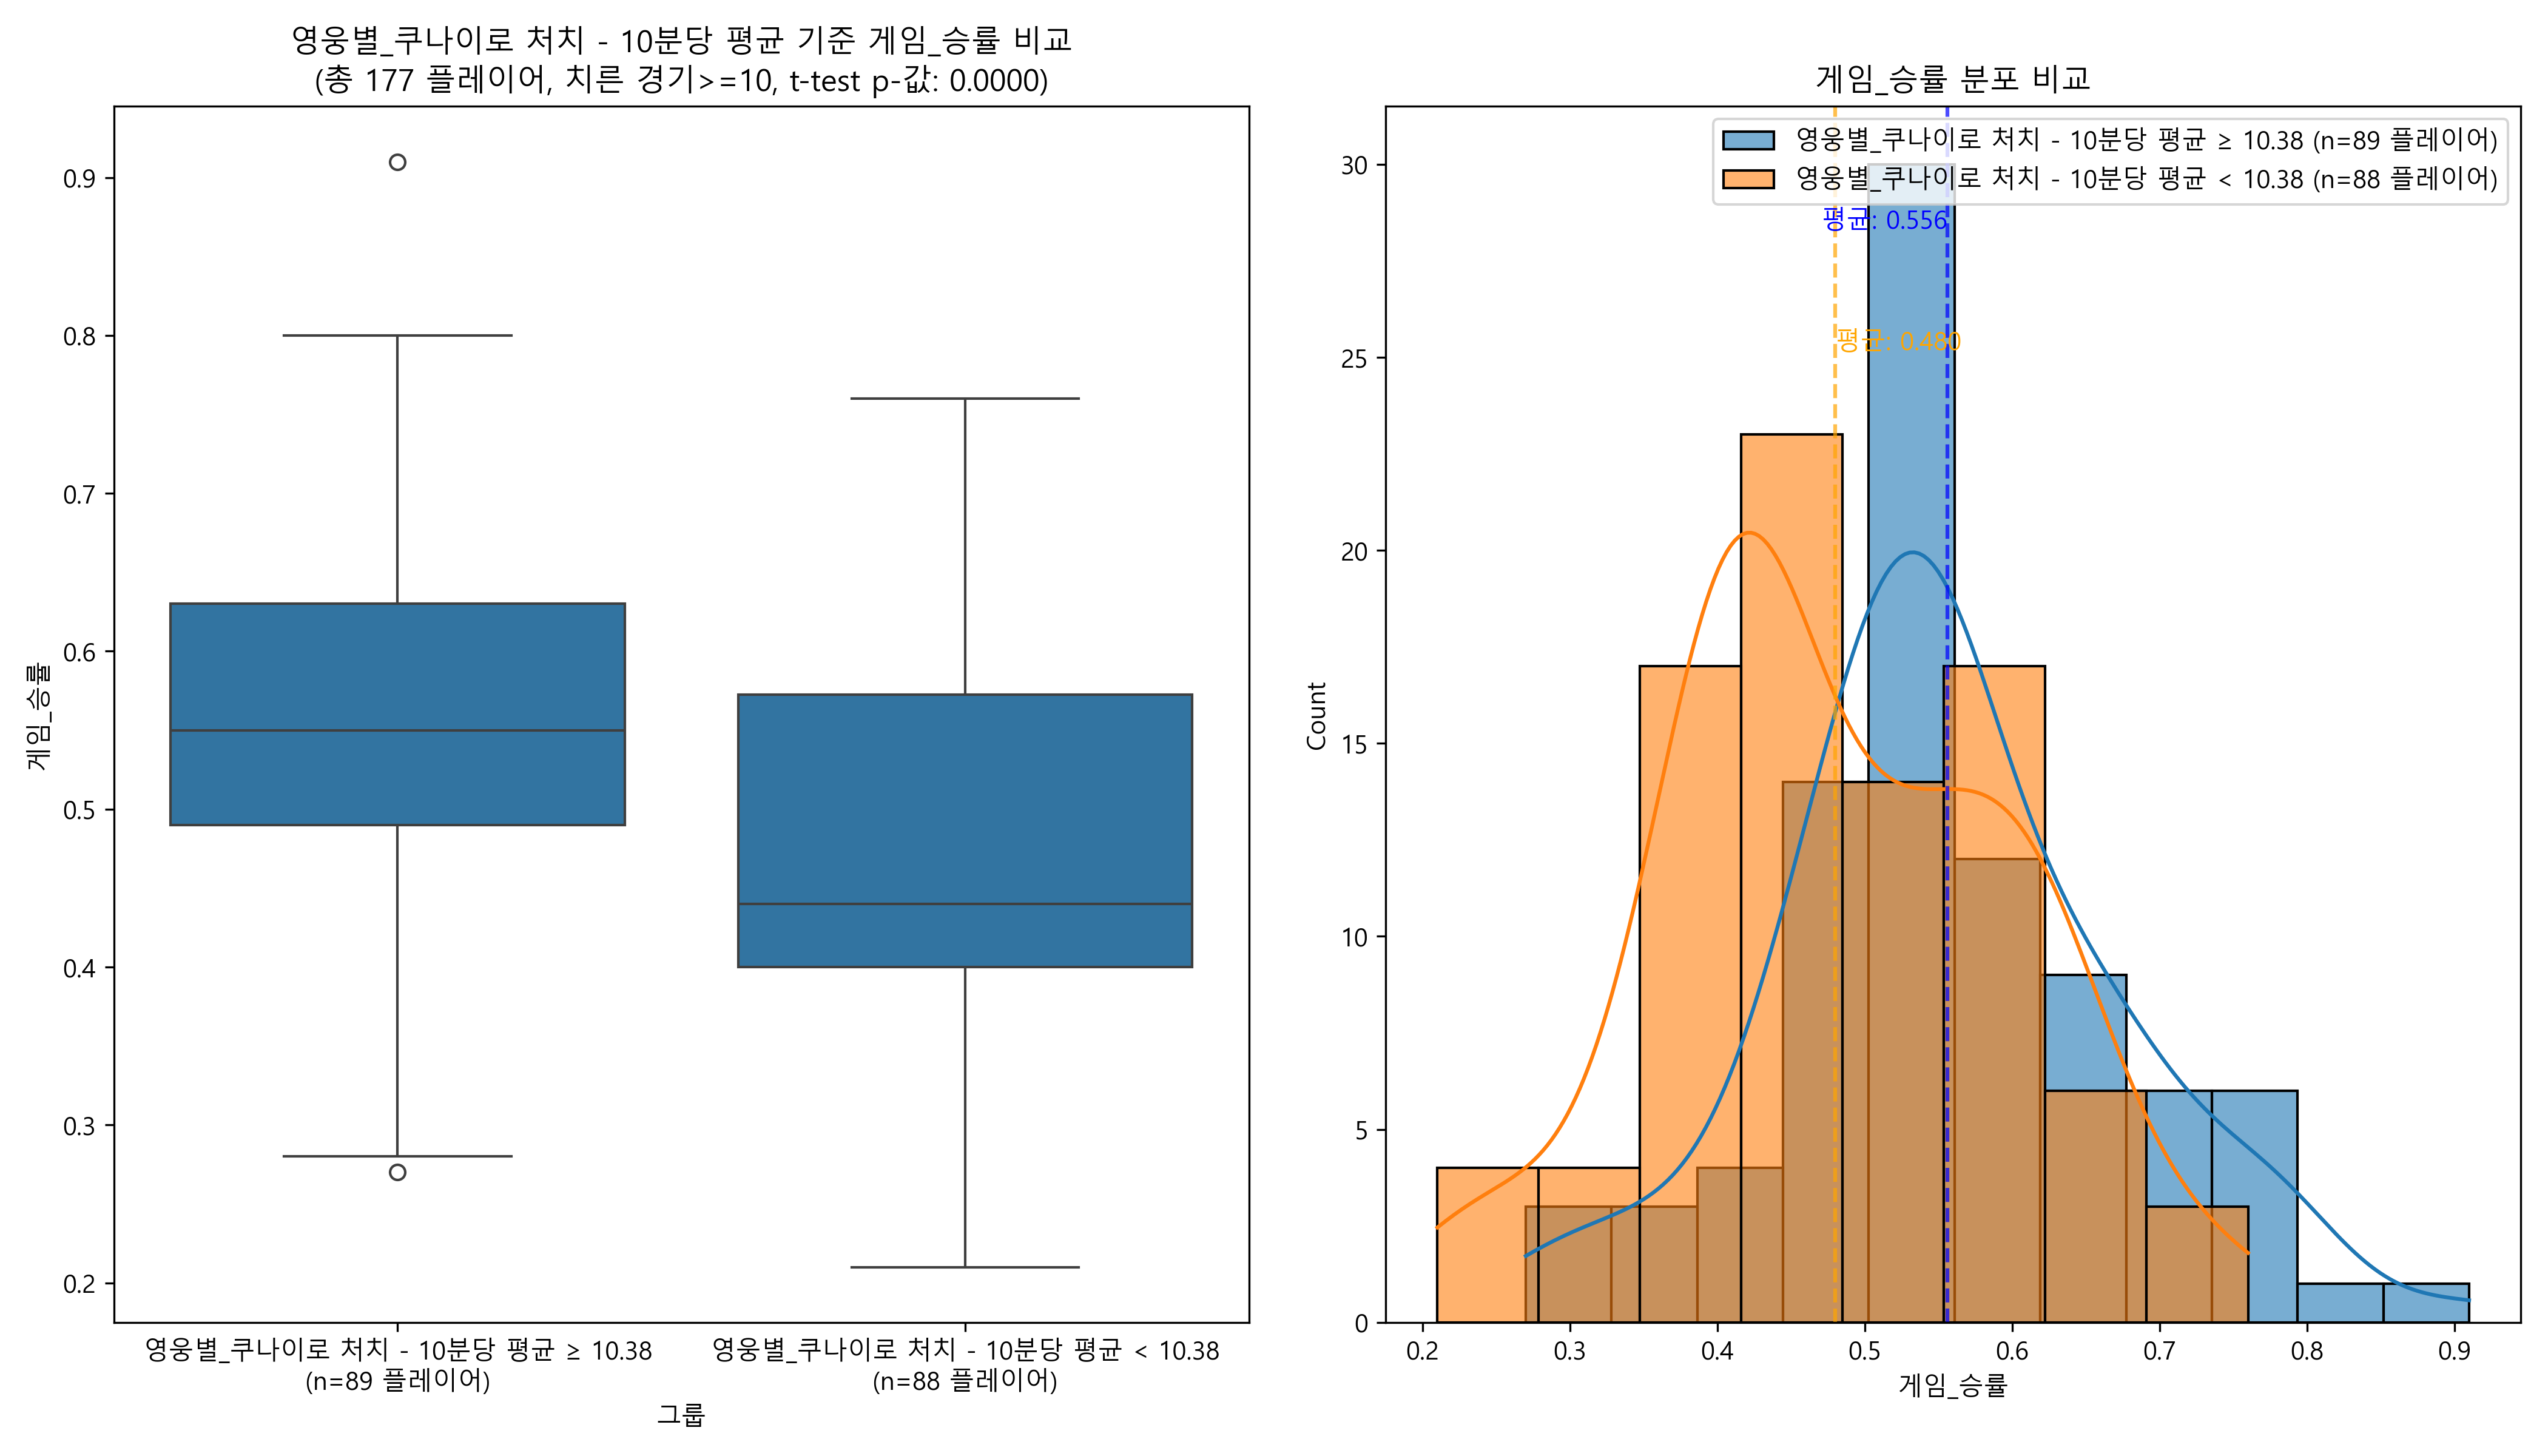 영웅별_쿠나이로 처치 - 10분당 평균 기준 게임_승률 비교
(총 177 플레이어, 치른 경기>=10, t-test p-값: 0.0000)
0.9
0.8
0.7
0.6
0.5
0.4
0.3
0.2
게임_승률
영웅별_쿠나이로 처치 - 10분당 평균 ≥ 10.38
(n=89 플레이어)
영웅별_쿠나이로 처치 - 10분당 평균 < 10.38
(n=88 플레이어)
그룹
게임_승률 분포 비교
영웅별_쿠나이로 처치 - 10분당 평균 ≥ 10.38 (n=89 플레이어)
영웅별_쿠나이로 처치 - 10분당 평균 < 10.38 (n=88 플레이어)
평균: 0.556
평균: 0.480
30
25
20
15
10
5
0
Count
0.2
0.3
0.4
0.5
0.6
0.7
0.8
0.9
게임_승률